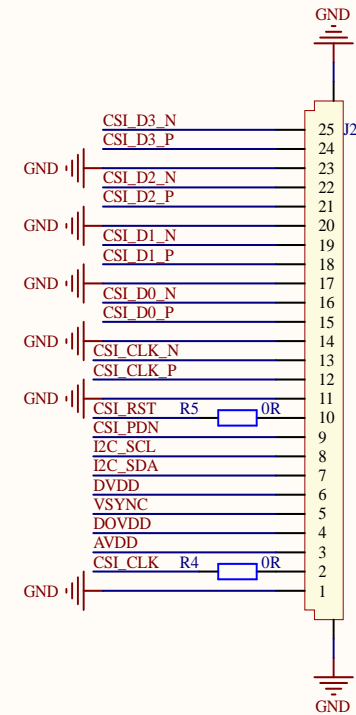 GND
CSI_D3_N 25 J2
CSI_D3_P 24
GND 23
CSI_D2_N 22
CSI_D2_P 21
GND 20
CSI_D1_N 19
CSI_D1_P 18
GND 17
CSI_D0_N 16
CSI_D0_P 15
GND 14
CSI_CLK_N 13
CSI_CLK_P 12
GND 11
CSI_RST R5 0R 10
CSI_PDN 9
I2C_SCL 8
I2C_SDA 7
DVDD 6
VSYNC 5
DOVDD 4
AVDD 3
CSI_CLK R4 0R 2
GND 1
GND